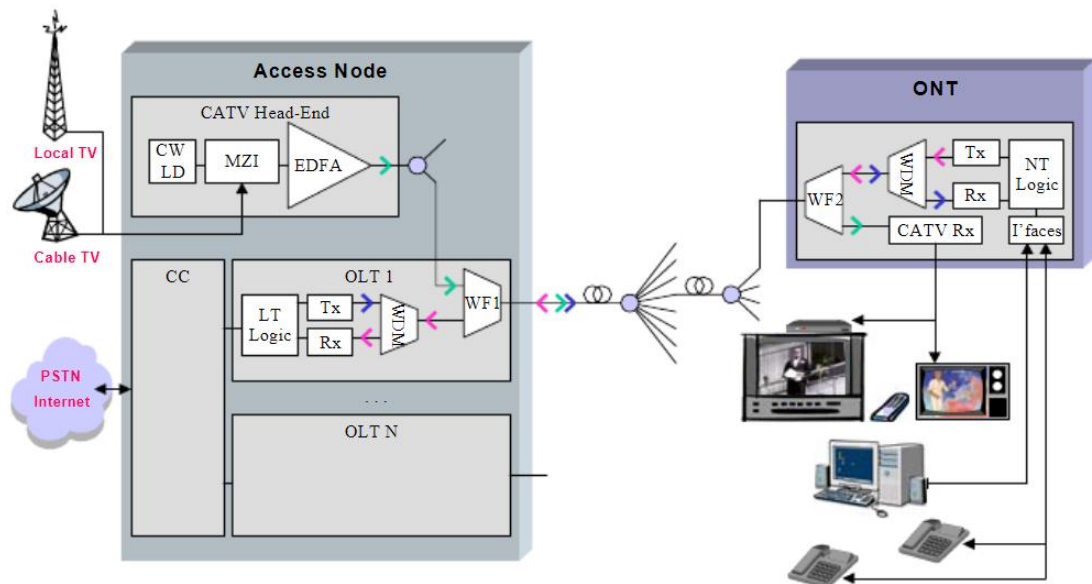 Access Node
ONT
CATV Head-End
CW
LD
MZI
EDFA
Local TV
Cable TV
CC
OLT 1
LT
Logic
Tx
Rx
WDM
WF1
PSTN
Internet
. . .
OLT N
WF2
WDM
Tx
Rx
NT
Logic
CATV Rx
I'faces